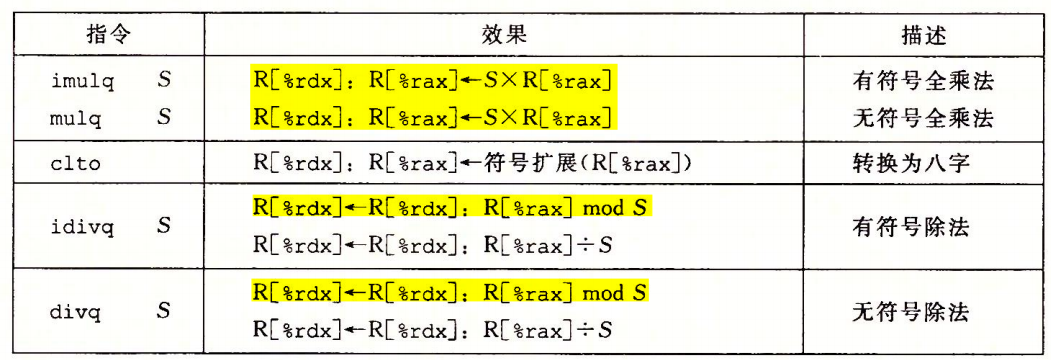 指令 效果 描述
imulq S R[%rdx]：R[%rax]←S×R[%rax] 有符号全乘法
mulq S R[%rdx]：R[%rax]←S×R[%rax] 无符号全乘法
clto R[%rdx]：R[%rax]←符号扩展(R[%rax]) 转换为八字
idivq S R[%rdx]←R[%rdx]：R[%rax] mod S 有符号除法
R[%rdx]←R[%rdx]：R[%rax]÷S
divq S R[%rdx]←R[%rdx]：R[%rax] mod S 无符号除法
R[%rdx]←R[%rdx]：R[%rax]÷S